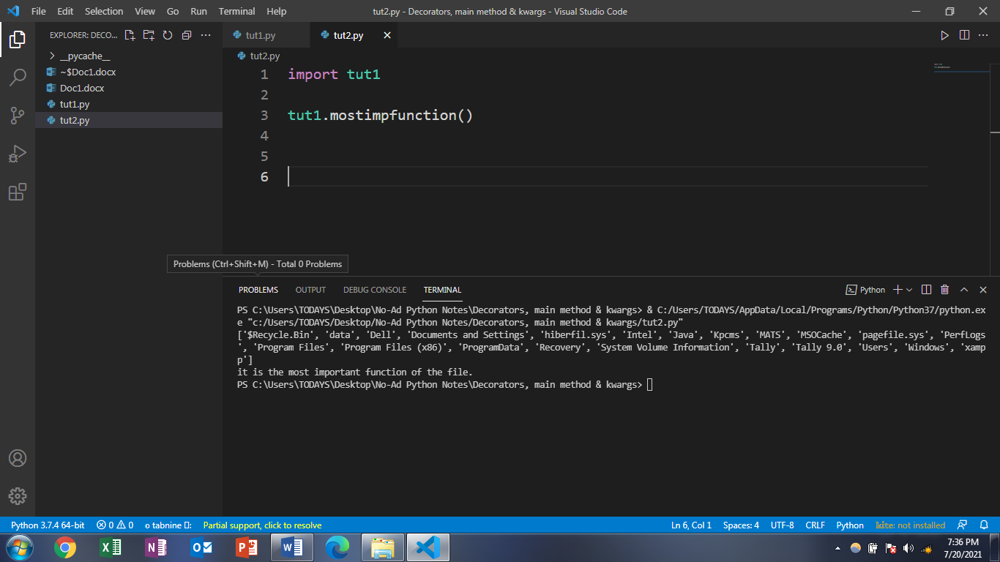 File Edit Selection View Go Run Terminal Help
tut2.py - Decorators, main method & kwargs - Visual Studio Code
EXPLORER: DECO...
tut1.py
tut2.py
__pycache__
~$Doc1.docx
Doc1.docx
tut1.py
tut2.py
tut2.py
1 import tut1
2
3 tut1.mostimpfunction()
4
5
6
Problems (Ctrl+Shift+M) - Total 0 Problems
PROBLEMS OUTPUT DEBUG CONSOLE TERMINAL
Python
PS C:\Users\TODAYS\Desktop\No-Ad Python Notes\Decorators, main method & kwargs> & C:/Users/TODAYS/AppData/Local/Programs/Python/Python37/python.ex
e "c:/Users/TODAYS/Desktop/No-Ad Python Notes/Decorators, main method & kwargs/tut2.py"
['$Recycle.Bin', 'data', 'Dell', 'Documents and Settings', 'hiberfil.sys', 'Intel', 'Java', 'Kpcms', 'MATS', 'MSOCache', 'pagefile.sys', 'PerfLogs
', 'Program Files', 'Program Files (x86)', 'ProgramData', 'Recovery', 'System Volume Information', 'Tally', 'Tally 9.0', 'Users', 'Windows', 'xamp
p']
it is the most important function of the file.
PS C:\Users\TODAYS\Desktop\No-Ad Python Notes\Decorators, main method & kwargs>
Python 3.7.4 64-bit 0 0 tabnine Partial support, click to resolve
Ln 6, Col 1 Spaces: 4 UTF-8 CRLF Python not installed
7:36 PM
7/20/2021